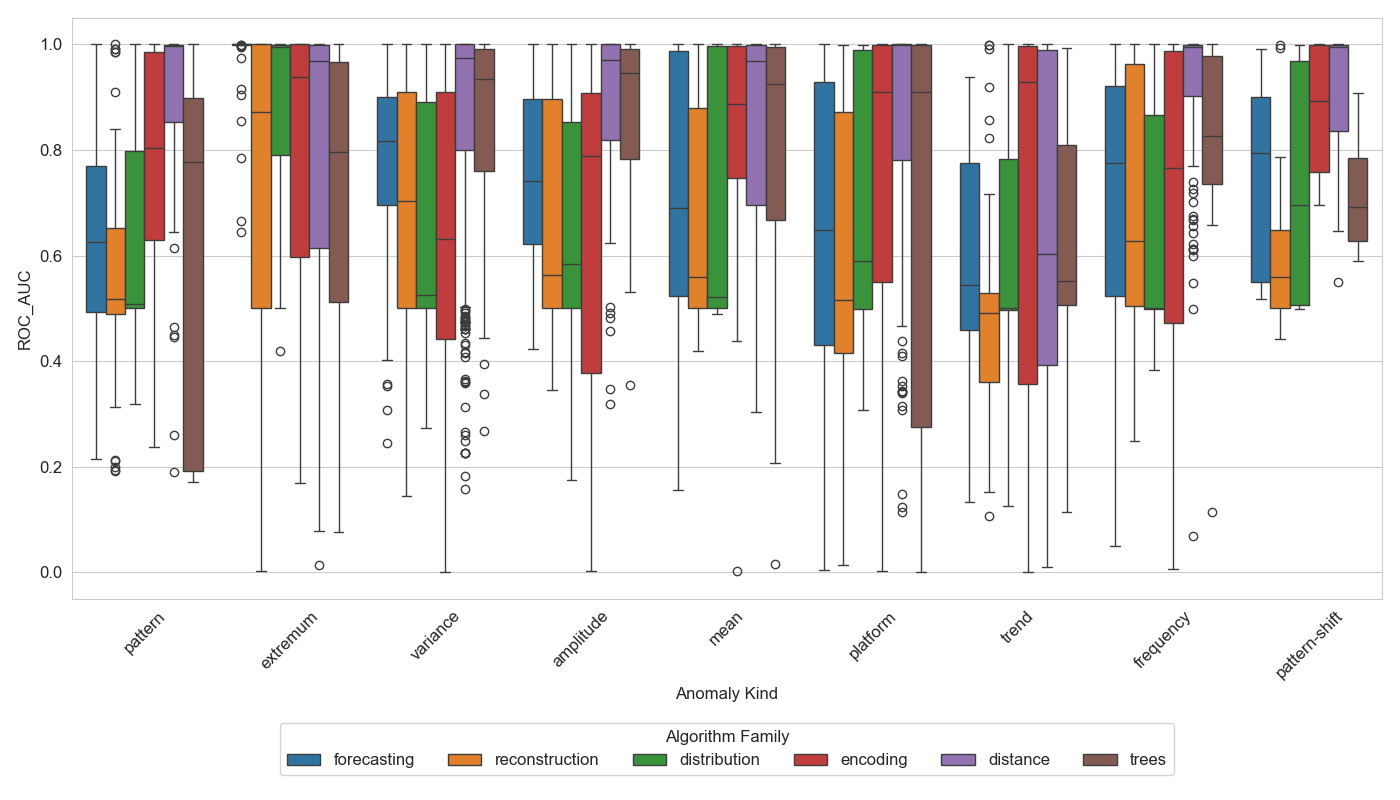 1.0
0.8
0.6
0.4
0.2
0.0
ROC_AUC
pattern
extremum
variance
amplitude
mean
platform
trend
frequency
pattern-shift
Anomaly Kind
Algorithm Family
forecasting reconstruction distribution encoding distance trees